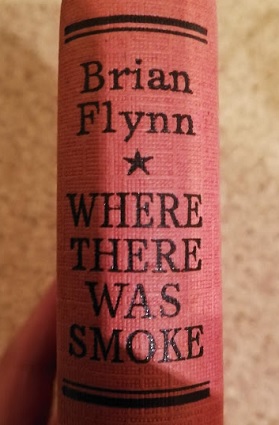 Brian
Flynn
★
WHERE
THERE
WAS
SMOKE